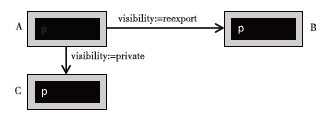 visibility:=reexport
A p p B
visibility:=private
C p